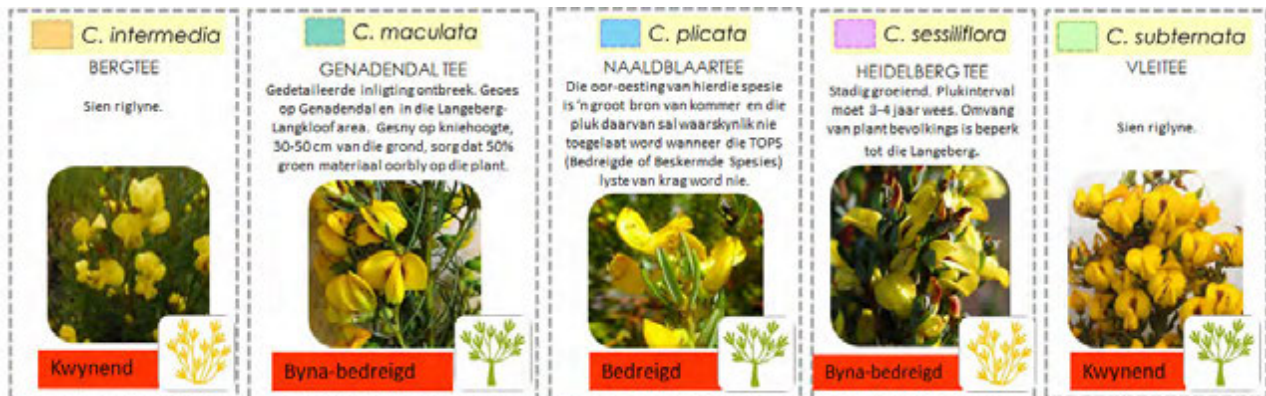 C. intermedia
BERGTEE
Sien riglyne.
Kwynend
C. maculata
GENADENDAL TEE
Gedetaileerde inligting ontbreek. Geoes
op Genadendal en in die Langeberg-
Langkloof area. Gesny op kniehoogte,
30-50 cm van die grond, sorg dat 50%
groen materiaal oorbly op die plant.
Byna-bedreigd
C. plicata
NAALDBLAARTEE
Die oor-oesting van hierdie spesie
is 'n groot bron van kommer en die
pluk daarvan sal waarskynlik nie
toegelaat word wanneer die TOPS
(Bedreigde of Beskermde Spesies)
lyste van krag word nie.
Bedreigd
C. sessiliflora
HEIDELBERG TEE
Stadig groeiend. Plukinterval
moet 3-4 jaar wees. Omvang
van plant bevolkings is beperk
tot die Langeberg.
Byna-bedreigd
C. subternata
VLEITEE
Sien riglyne.
Kwynend